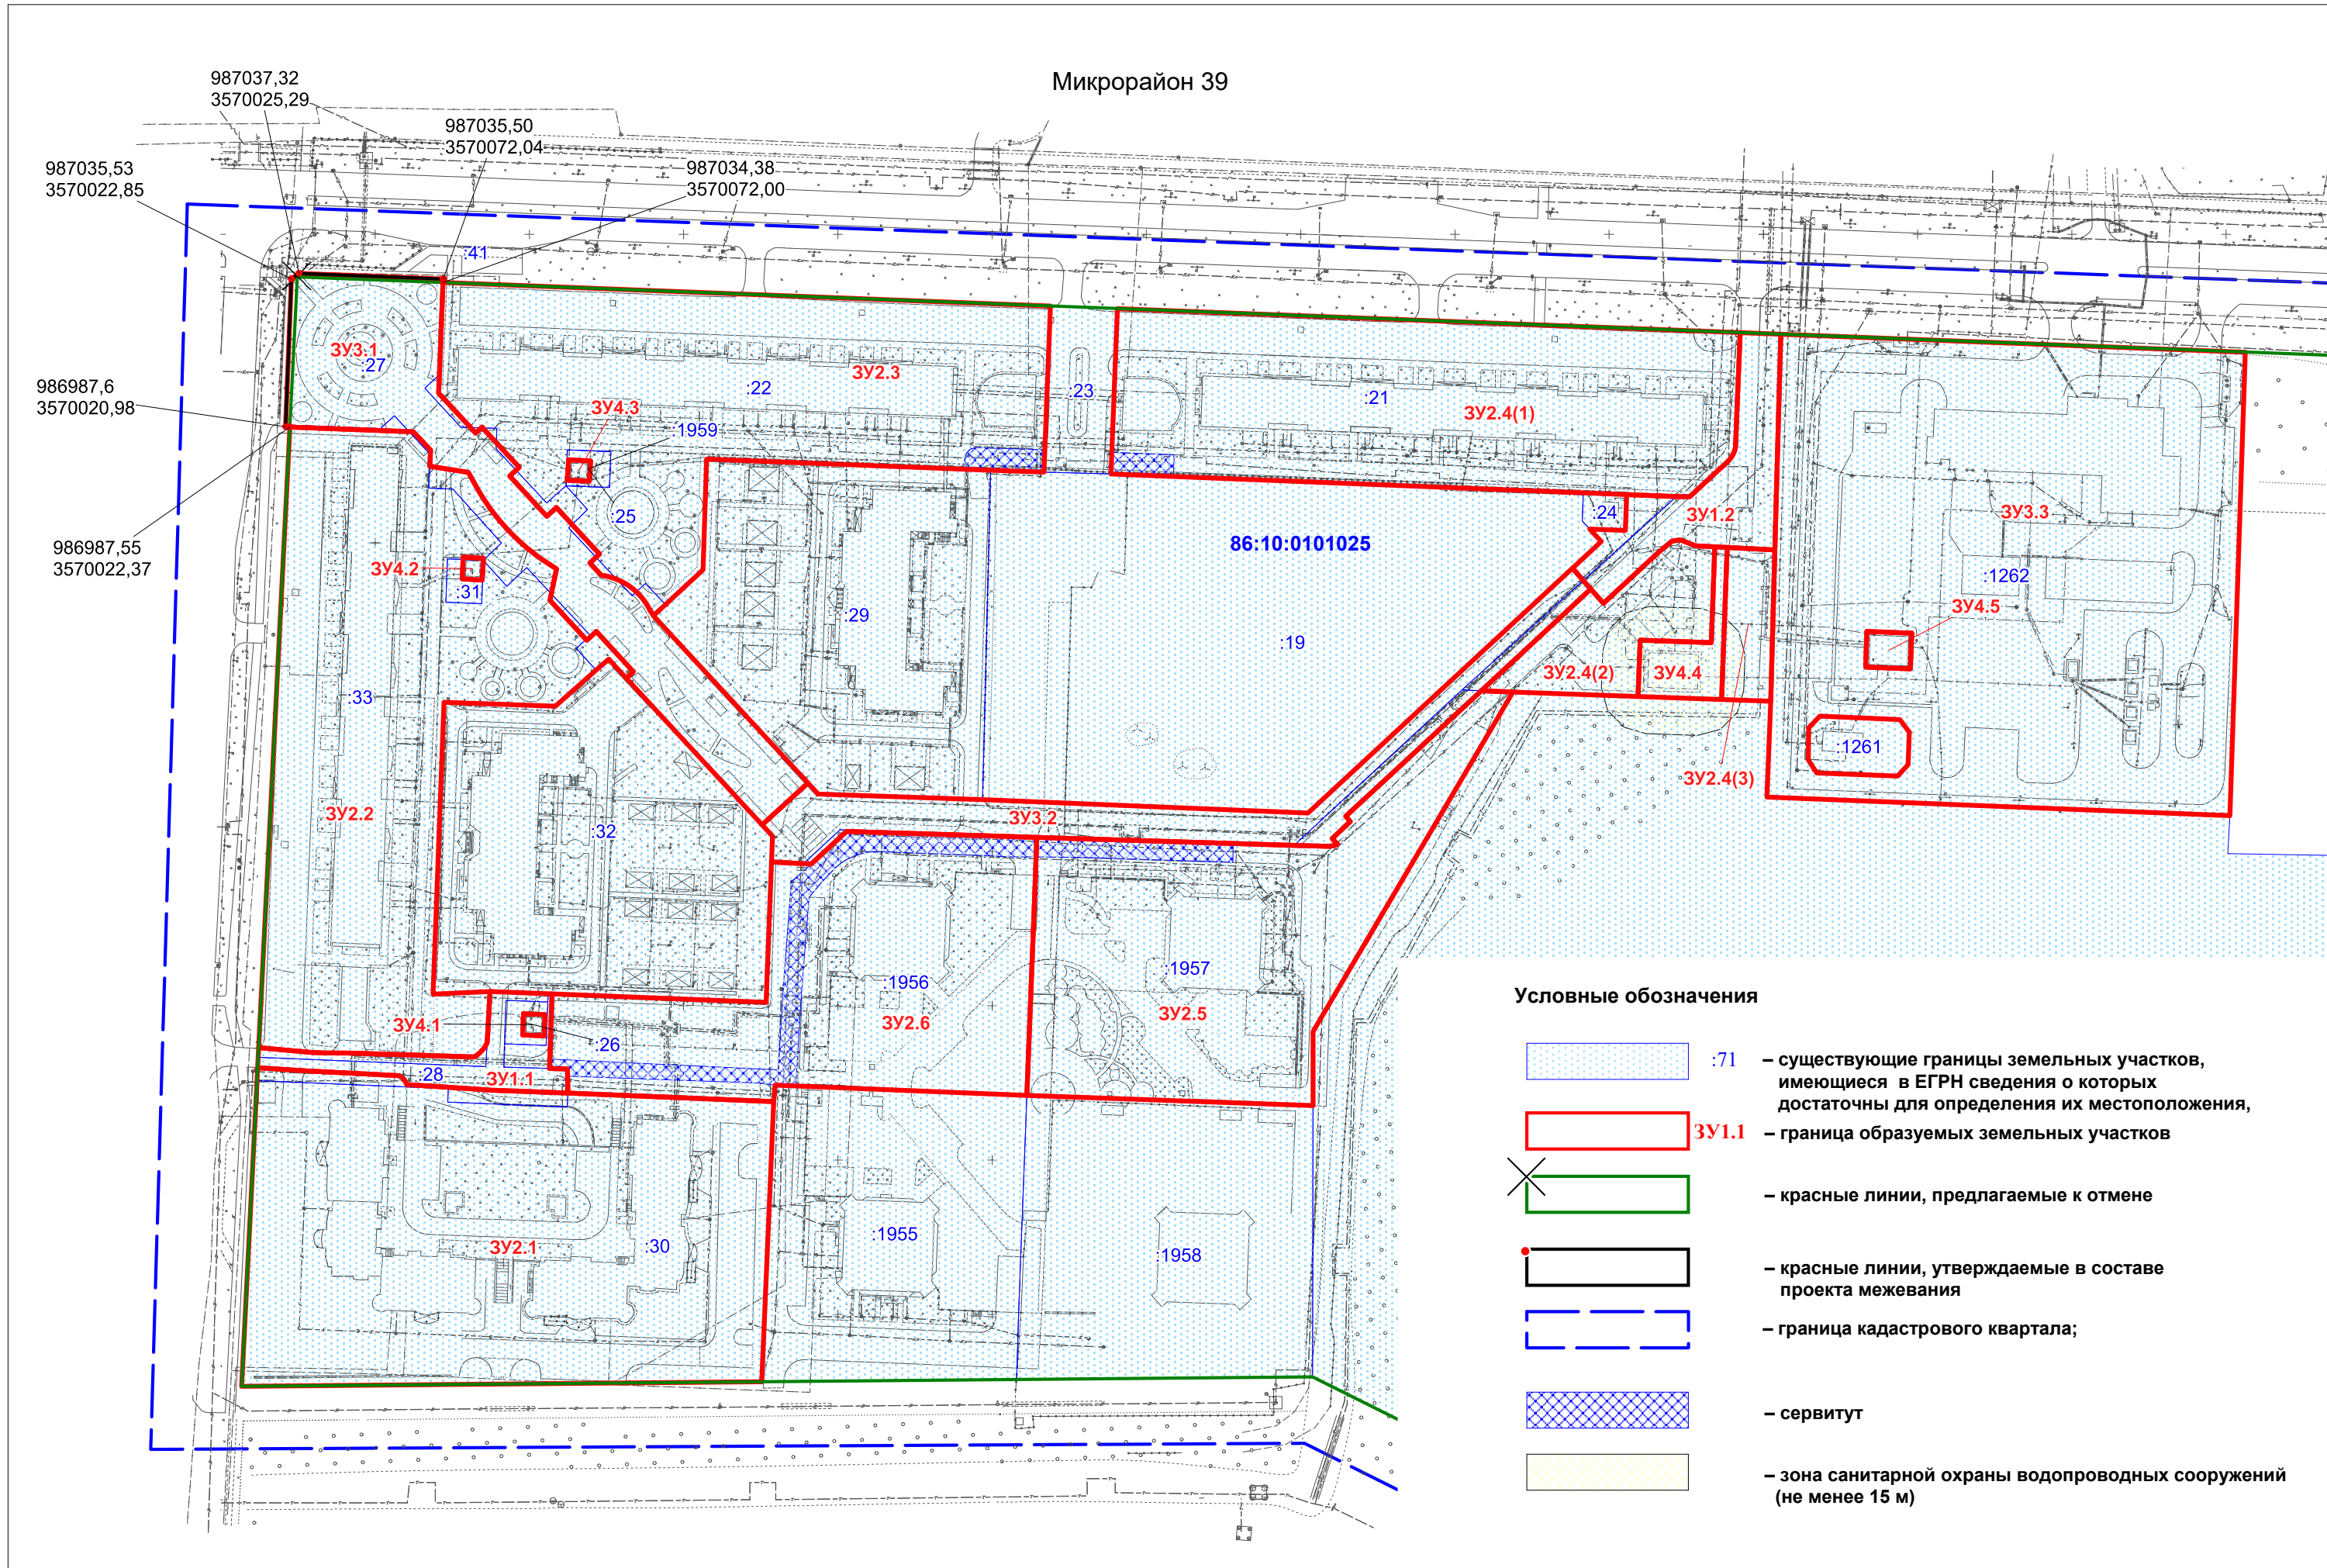 Микрорайон 39
987037,32
3570025,29
987035,50
3570072,04
987035,53
3570022,85
987034,38
3570072,00
:41
ЗУ3.1
:27
:22
ЗУ2.3
:23
:21
ЗУ2.4(1)
986987,6
3570020,98
ЗУ4.3
:1959
:25
:24
ЗУ1.2
ЗУ3.3
986987,55
3570022,37
86:10:0101025
ЗУ4.2
:31
:1262
:29
ЗУ4.5
:19
ЗУ2.4(2)
ЗУ4.4
:33
:1261
ЗУ2.4(3)
ЗУ2.2
:32
ЗУ3.2
:1956
:1957
ЗУ2.6
ЗУ2.5
ЗУ4.1
:26
:28
ЗУ1.1
ЗУ2.1
:30
:1955
:1958
Условные обозначения
:71 – существующие границы земельных участков,
имеющиеся в ЕГРН сведения о которых
достаточны для определения их местоположения,
ЗУ1.1 – граница образуемых земельных участков
– красные линии, предлагаемые к отмене
– красные линии, утверждаемые в составе
проекта межевания
– граница кадастрового квартала;
– сервитут
– зона санитарной охраны водопроводных сооружений
(не менее 15 м)